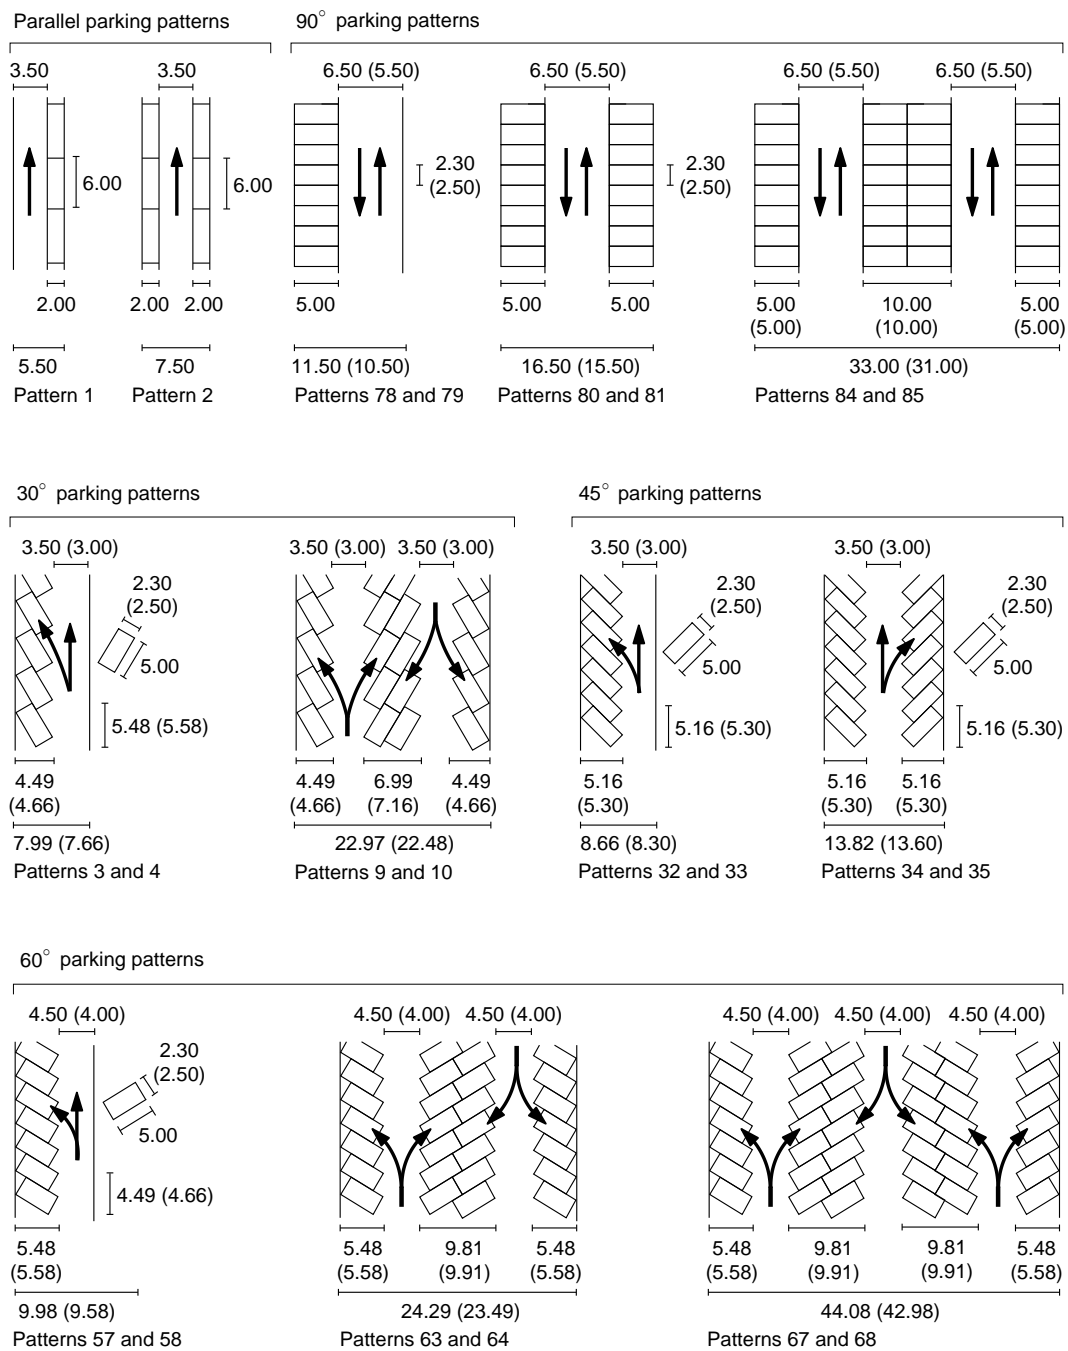 Parallel parking patterns
90° parking patterns
3.50 3.50 6.50 (5.50) 6.50 (5.50) 6.50 (5.50) 6.50 (5.50)
6.00 6.00 2.30 (2.50) 2.30 (2.50)
2.00 2.00 2.00 5.00 5.00 5.00 5.00 (5.00) 10.00 (10.00) 5.00 (5.00)
5.50 7.50 11.50 (10.50) 16.50 (15.50) 33.00 (31.00)
Pattern 1 Pattern 2 Patterns 78 and 79 Patterns 80 and 81 Patterns 84 and 85
30° parking patterns
45° parking patterns
3.50 (3.00) 3.50 (3.00) 3.50 (3.00) 3.50 (3.00) 3.50 (3.00)
2.30 (2.50) 2.30 (2.50) 2.30 (2.50)
5.00 5.00 5.00
5.48 (5.58) 5.16 (5.30) 5.16 (5.30)
4.49 4.49 6.99 4.49 5.16 5.16 5.16
(4.66) (4.66) (7.16) (4.66) (5.30) (5.30) (5.30)
7.99 (7.66) 22.97 (22.48) 8.66 (8.30) 13.82 (13.60)
Patterns 3 and 4 Patterns 9 and 10 Patterns 32 and 33 Patterns 34 and 35
60° parking patterns
4.50 (4.00) 4.50 (4.00) 4.50 (4.00) 4.50 (4.00) 4.50 (4.00) 4.50 (4.00)
2.30
(2.50)
5.00
4.49 (4.66)
5.48 5.48 9.81 5.48 5.48 9.81 9.81 5.48
(5.58) (5.58) (9.91) (5.58) (5.58) (9.91) (9.91) (5.58)
9.98 (9.58) 24.29 (23.49) 44.08 (42.98)
Patterns 57 and 58 Patterns 63 and 64 Patterns 67 and 68